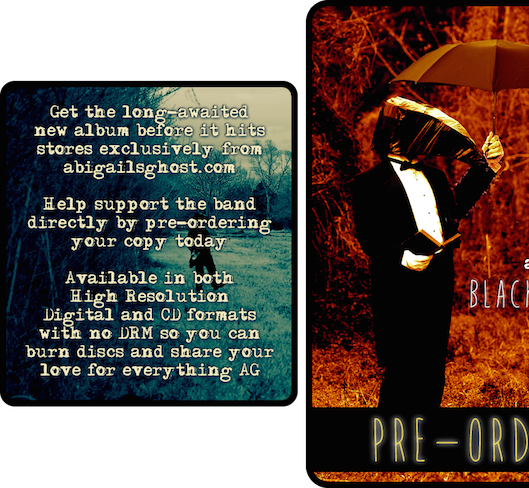 Get the long-awaited
new album before it hits
stores exclusively from
abigailsghost.com
Help support the band
directly by pre-ordering
your copy today
Available in both
High Resolution
Digital and CD formats
with no DRM so you can
burn discs and share your
love for everything AG
a
BLACK
PRE-ORD